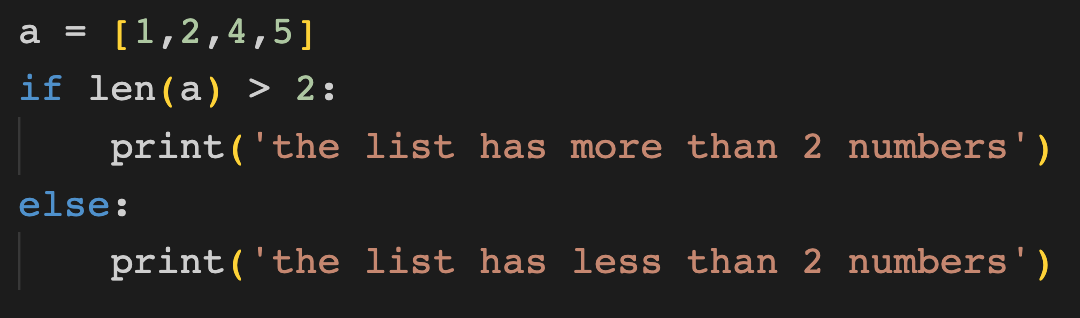 a = [1,2,4,5]
if len(a) > 2:
    print('the list has more than 2 numbers')
else:
    print('the list has less than 2 numbers')